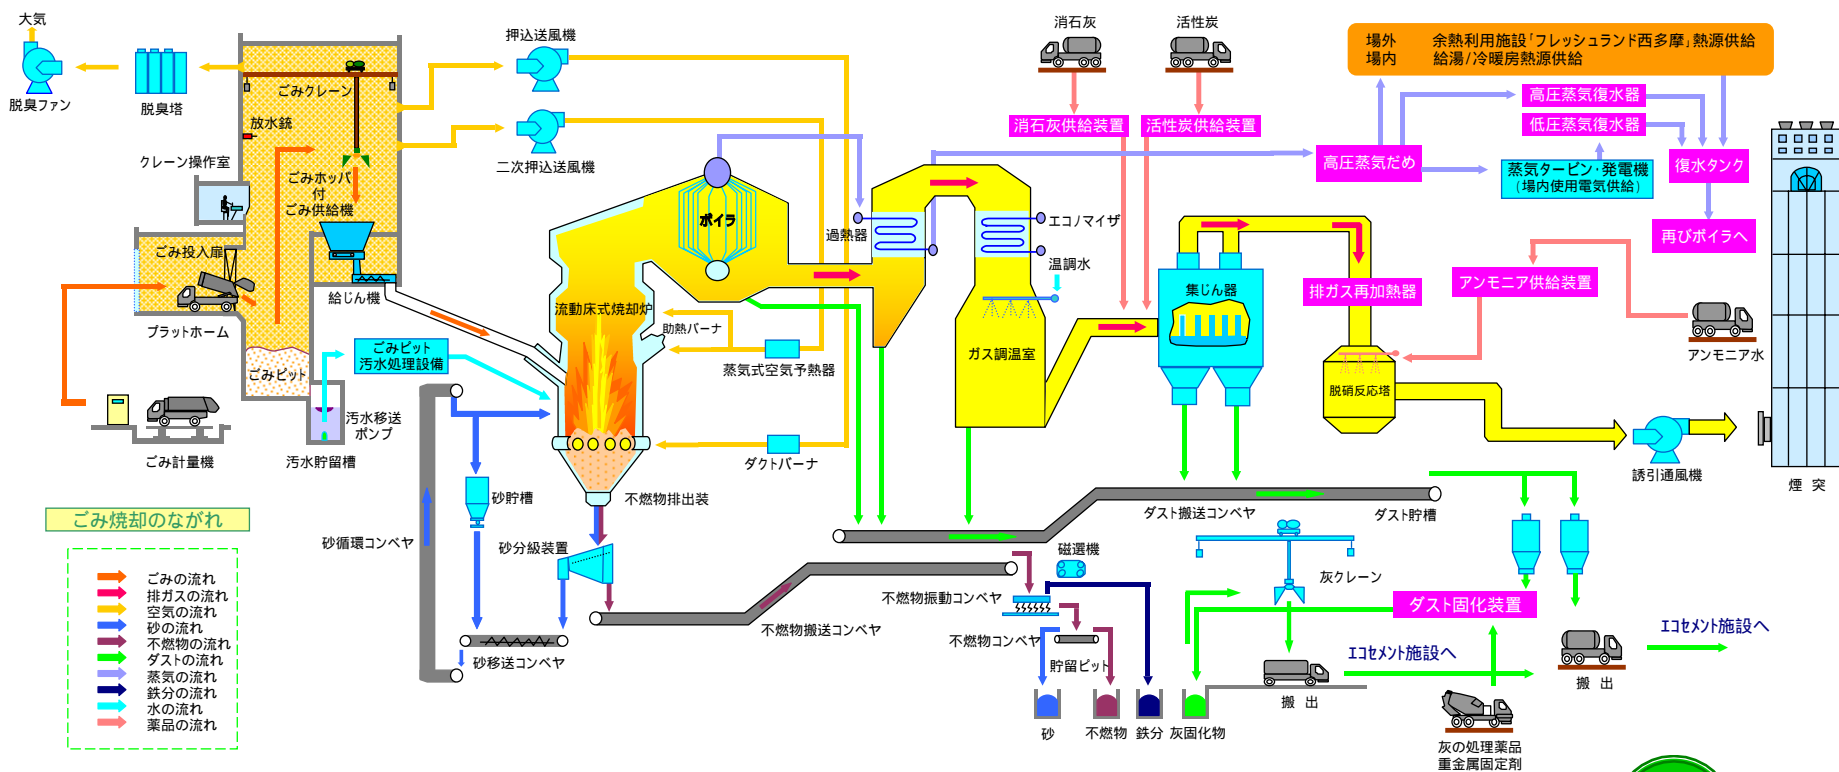 大気
脱臭ファン
脱臭塔
ごみクレーン
放水銃
クレーン操作室
ごみホッパ
付
ごみ供給機
ごみ投入扉
給じん機
プラットホーム
ごみピット
ごみピット
汚水処理設備
汚水移送
ポンプ
汚水貯留槽
ごみ計量機
押込送風機
二次押込送風機
ボイラ
流動床式焼却炉
助熱バーナ
蒸気式空気予熱器
ダクトバーナ
不燃物排出装
過熱器
エコノマイザ
温調水
ガス調温室
消石灰
活性炭
消石灰供給装置
活性炭供給装置
集じん器
場外 余熱利用施設「フレッシュランド西多摩」熱源供給
場内 給湯/冷暖房熱源供給
高圧蒸気復水器
低圧蒸気復水器
高圧蒸気だめ
蒸気タービン・発電機
(場内使用電気供給)
復水タンク
再びボイラへ
アンモニア供給装置
排ガス再加熱器
アンモニア水
脱硝反応塔
誘引通風機
煙 突
ごみ焼却のながれ
ごみの流れ
排ガスの流れ
空気の流れ
砂の流れ
不燃物の流れ
ダストの流れ
蒸気の流れ
鉄分の流れ
水の流れ
薬品の流れ
砂循環コンベヤ
砂貯槽
砂分級装置
砂移送コンベヤ
不燃物搬送コンベヤ
不燃物振動コンベヤ
磁選機
不燃物コンベヤ
貯留ピット
砂
不燃物
鉄分
灰固化物
ダスト搬送コンベヤ
ダスト貯槽
灰クレーン
ダスト固化装置
エコセメント施設へ
搬 出
エコセメント施設へ
搬 出
灰の処理薬品
重金属固定剤